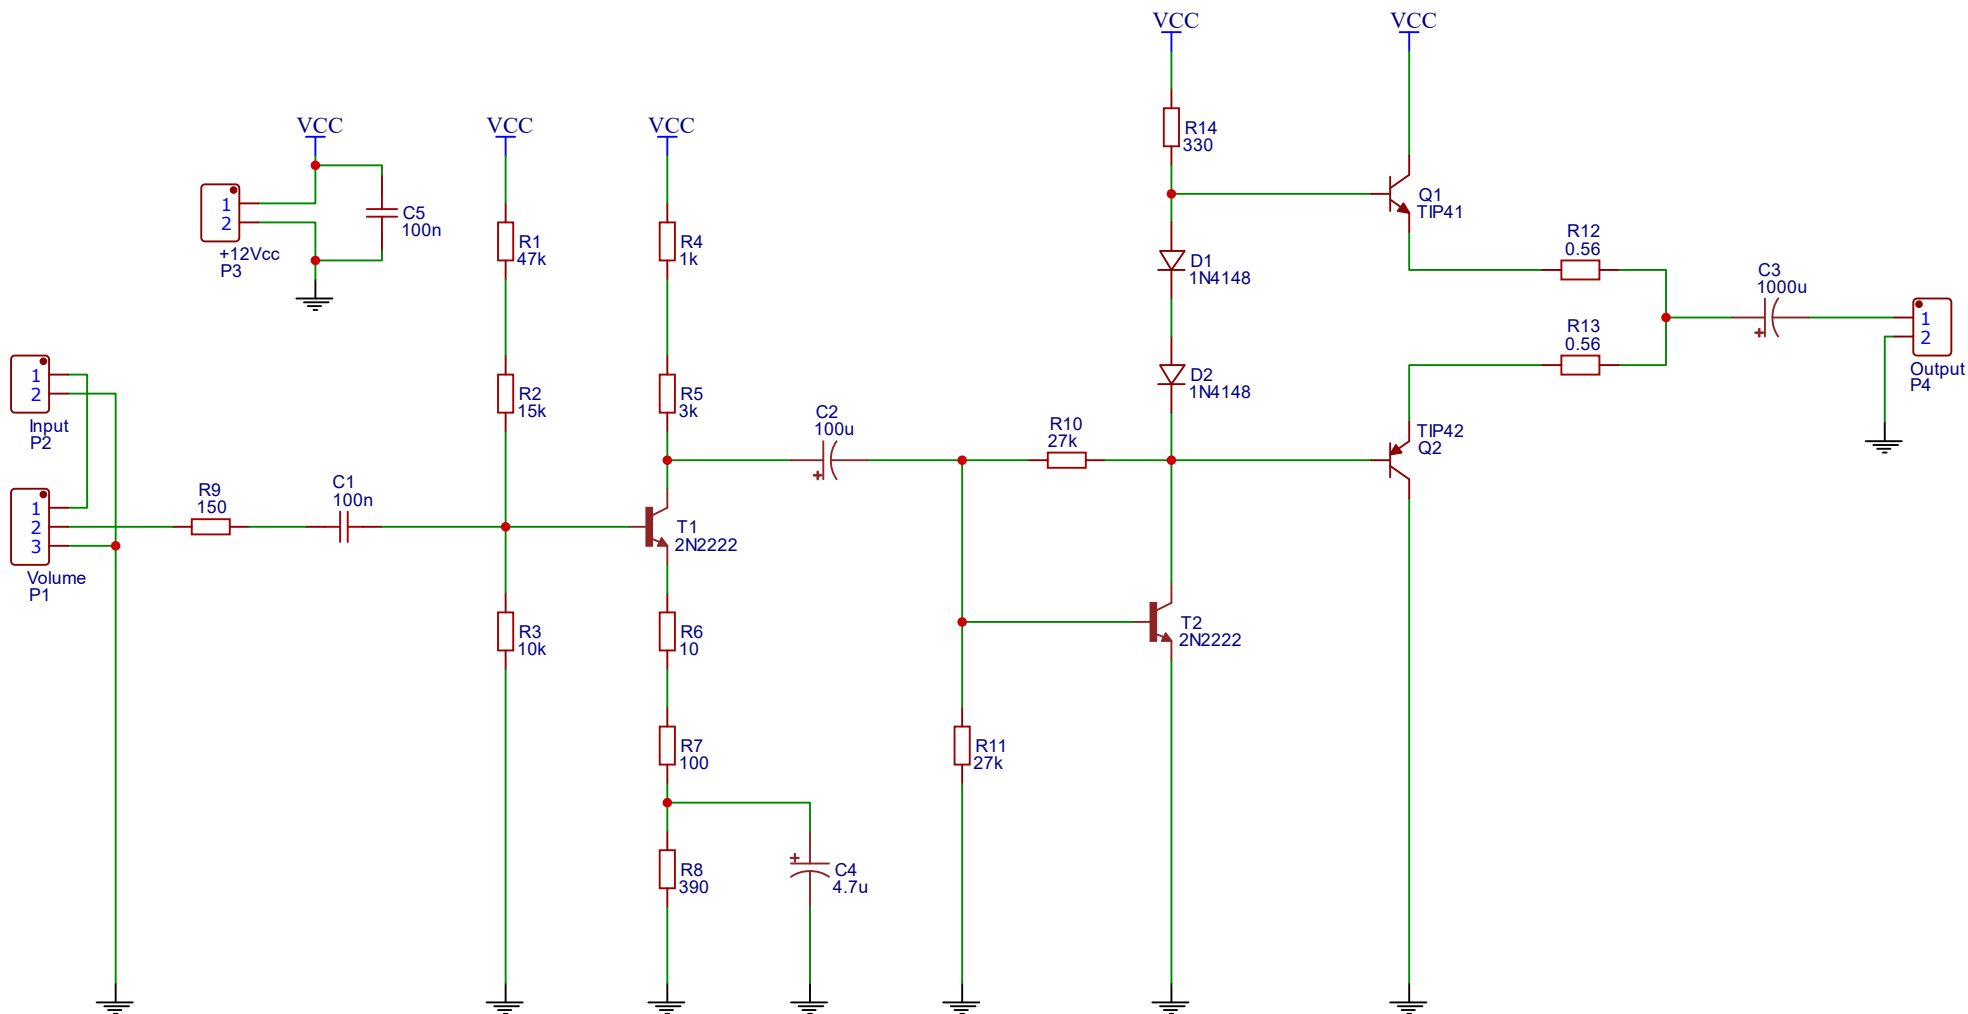 VCC
VCC
VCC
VCC
VCC
1
2
+12Vcc
P3
C5
100n
R1
47k
R4
1k
R14
330
Q1
TIP41
D1
1N4148
D2
1N4148
R12
0.56
R13
0.56
C3
1000u
+
1
2
Output
P4
1
2
Input
P2
R2
15k
R5
3k
C2
100u
+
R10
27k
TIP42
Q2
1
2
3
Volume
P1
R9
150
C1
100n
T1
2N2222
R3
10k
R6
10
T2
2N2222
R7
100
R11
27k
R8
390
+
C4
4.7u